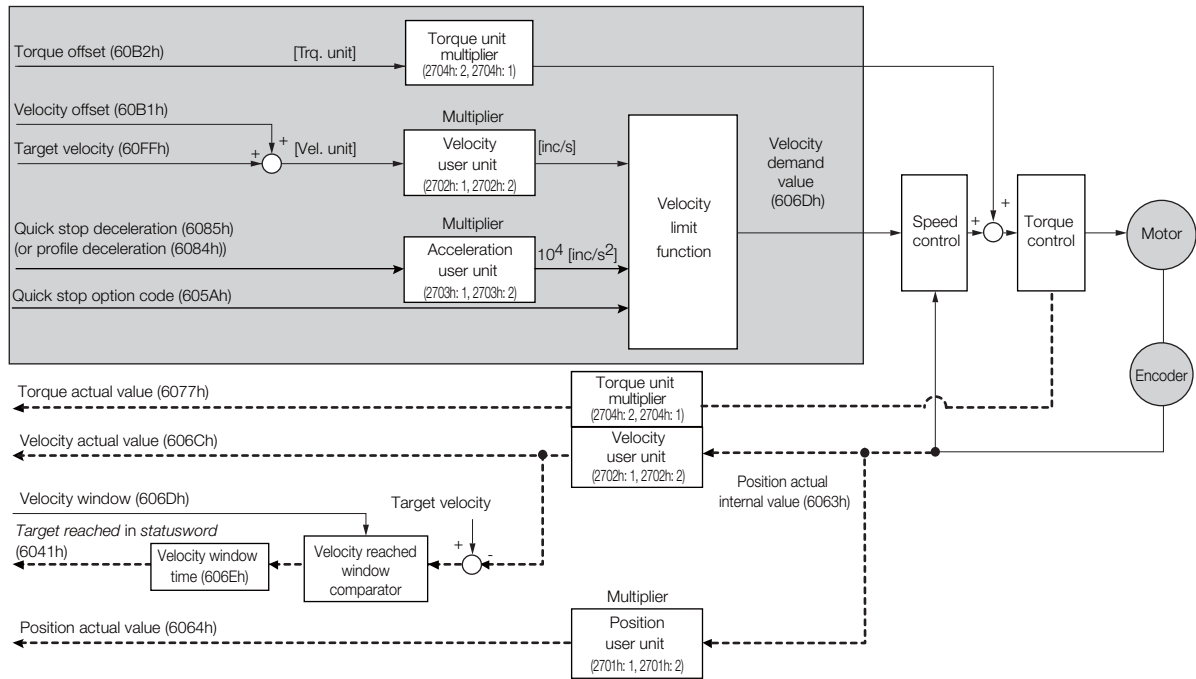 Torque offset (60B2h)
[Trq. unit]
Torque unit
multiplier
(2704h: 2, 2704h: 1)
Velocity offset (60B1h)
Multiplier
+
Target velocity (60FFh)
+
[Vel. unit]
Velocity
user unit
(2702h: 1, 2702h: 2)
[inc/s]
Velocity
demand
value
(606Dh)
Quick stop deceleration (6085h)
(or profile deceleration (6084h))
Multiplier
Acceleration
user unit
(2703h: 1, 2703h: 2)
10⁴ [inc/s²]
Quick stop option code (605Ah)
Velocity
limit
function
Speed
control
+
+
Torque
control
Motor
Encoder
Torque actual value (6077h)
Torque unit
multiplier
(2704h: 2, 2704h: 1)
Velocity actual value (606Ch)
Velocity
user unit
(2702h: 1, 2702h: 2)
Position actual
internal value (6063h)
Velocity window (606Dh)
Target velocity
Target reached in statusword
(6041h)
Velocity window
time (606Eh)
Velocity reached
window
comparator
+
-
Multiplier
Position actual value (6064h)
Position
user unit
(2701h: 1, 2701h: 2)